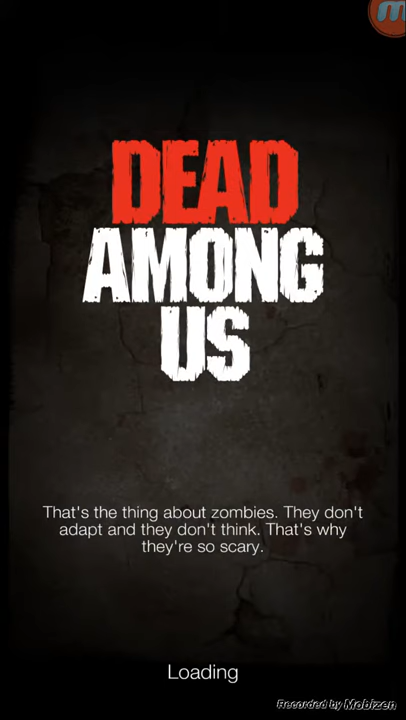 DEAD
AMONG
US
That's the thing about zombies. They don't
adapt and they don't think. That's why
they're so scary.
Loading
Recorded by Mobizen